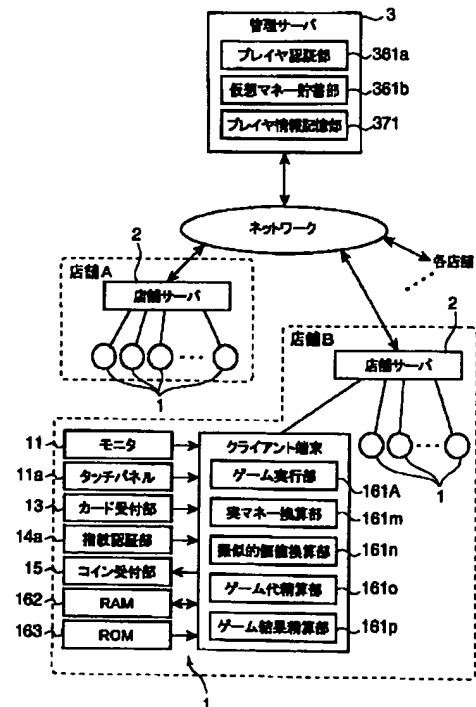 3
管理サーバ
プレイヤ認証部
361a
仮想マネー貯蓄部
361b
プレイヤ情報記憶部
371
ネットワーク
各店舗
店舗A
2
店舗サーバ
1
店舗B
2
店舗サーバ
1
11
モニタ
11a
タッチパネル
13
カード受付部
14a
指紋認証部
15
コイン受付部
162
RAM
163
ROM
クライアント端末
ゲーム実行部
161A
実マネー換算部
161m
擬似的価値換算部
161n
ゲーム代精算部
161o
ゲーム結果精算部
161p
1